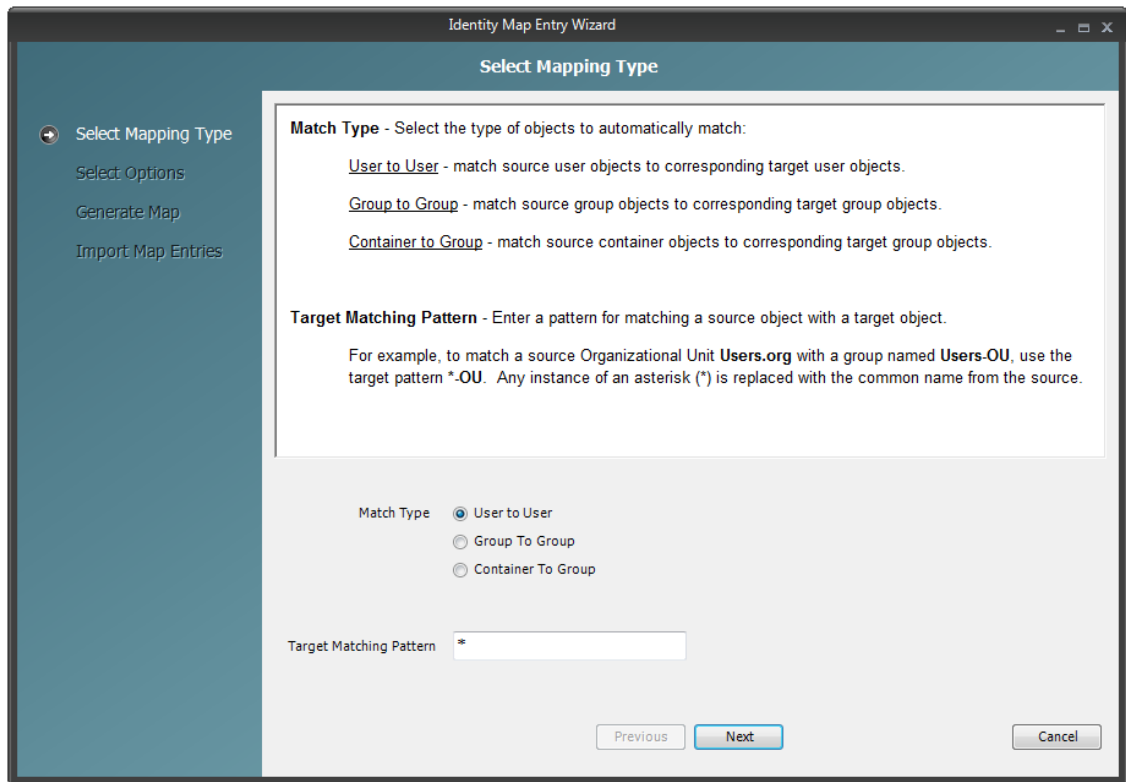 Identity Map Entry Wizard
Select Mapping Type
Select Mapping Type
Select Options
Generate Map
Import Map Entries
Match Type - Select the type of objects to automatically match:
User to User - match source user objects to corresponding target user objects.
Group to Group - match source group objects to corresponding target group objects.
Container to Group - match source container objects to corresponding target group objects.
Target Matching Pattern - Enter a pattern for matching a source object with a target object.
For example, to match a source Organizational Unit Users.org with a group named Users-OU, use the
target pattern *-OU. Any instance of an asterisk (*) is replaced with the common name from the source.
Match Type
User to User
Group To Group
Container To Group
Target Matching Pattern *
Previous Next Cancel